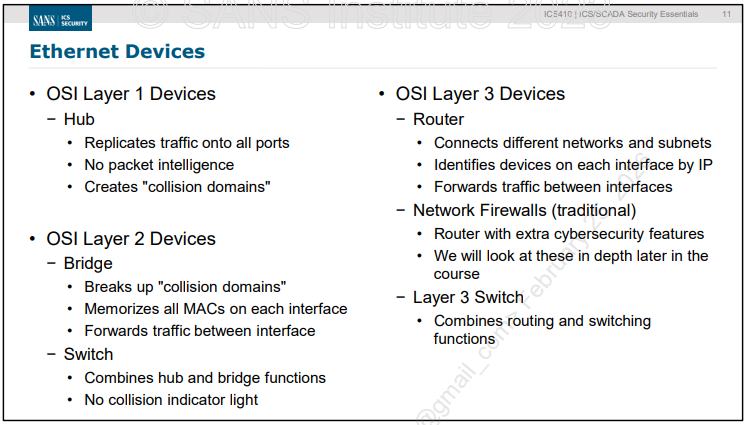 © SANS Institute 2026
SANS ICS SECURITY
ICS410 | ICS/SCADA Security Essentials 11
Ethernet Devices
• OSI Layer 1 Devices
– Hub
• Replicates traffic onto all ports
• No packet intelligence
• Creates "collision domains"
• OSI Layer 2 Devices
– Bridge
• Breaks up "collision domains"
• Memorizes all MACs on each interface
• Forwards traffic between interface
– Switch
• Combines hub and bridge functions
• No collision indicator light
• OSI Layer 3 Devices
– Router
• Connects different networks and subnets
• Identifies devices on each interface by IP
• Forwards traffic between interfaces
– Network Firewalls (traditional)
• Router with extra cybersecurity features
• We will look at these in depth later in the
course
– Layer 3 Switch
• Combines routing and switching
functions